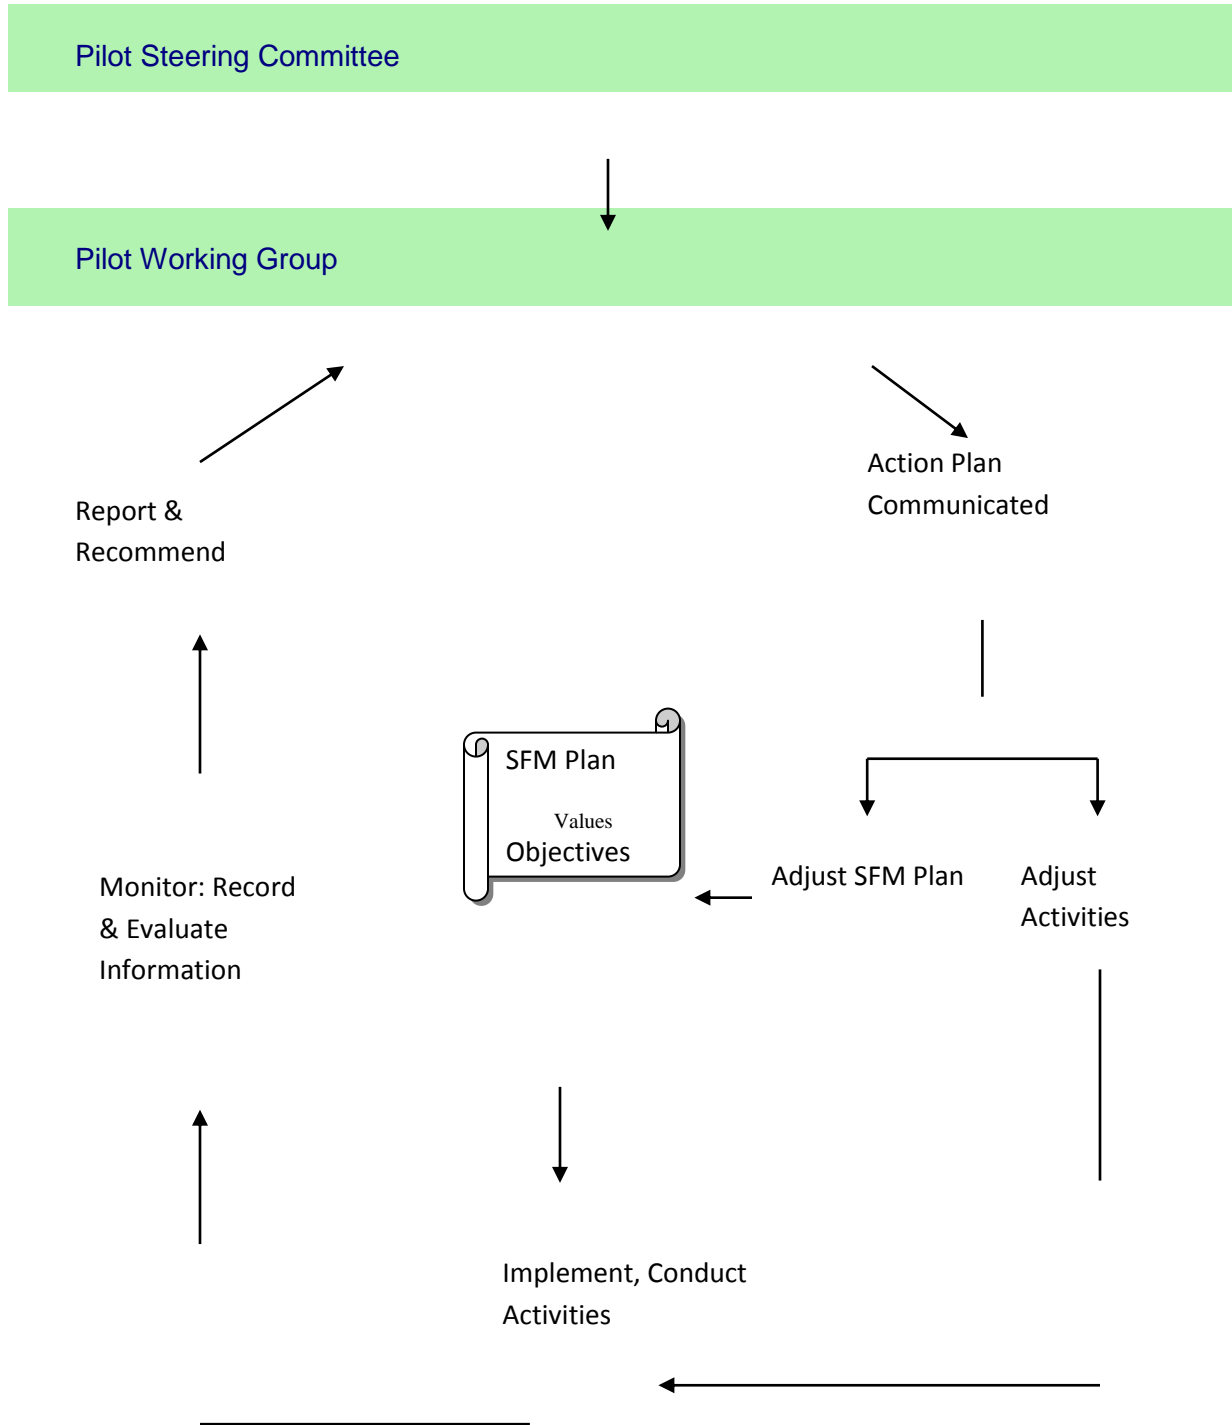 Pilot Steering Committee
Pilot Working Group
Action Plan
Communicated
Report &
Recommend
SFM Plan
Values
Objectives
Adjust SFM Plan
Adjust
Activities
Monitor: Record
& Evaluate
Information
Implement, Conduct
Activities